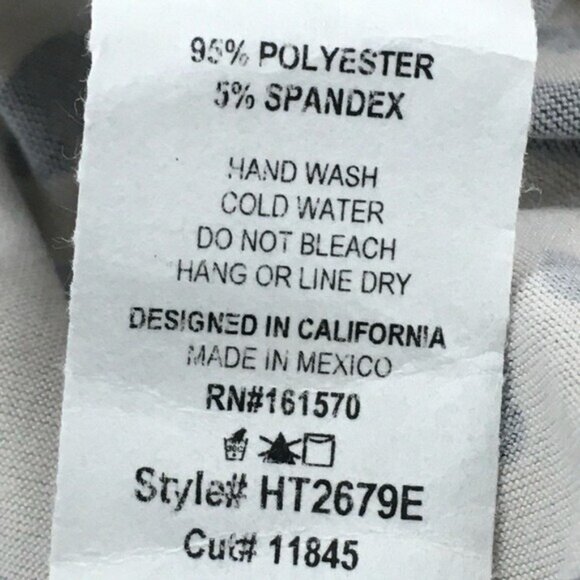 95% POLYESTER
5% SPANDEX
HAND WASH
COLD WATER
DO NOT BLEACH
HANG OR LINE DRY
DESIGNED IN CALIFORNIA
MADE IN MEXICO
RN#161570
Style# HT2679E
Cut# 11845